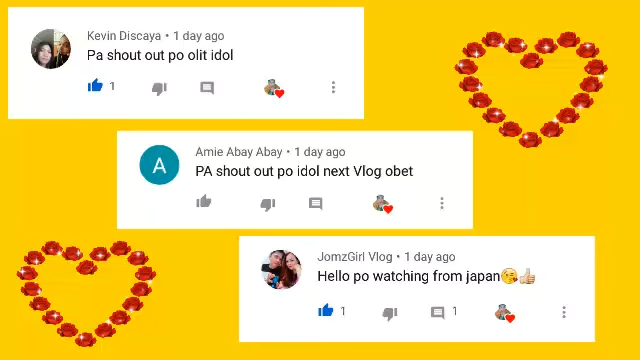 Kevin Discaya • 1 day ago
Pa shout out po olit idol
1
A
Amie Abay Abay • 1 day ago
PA shout out po idol next Vlog obet
JomzGirl Vlog • 1 day ago
Hello po watching from japan😘👍🏼
1 1